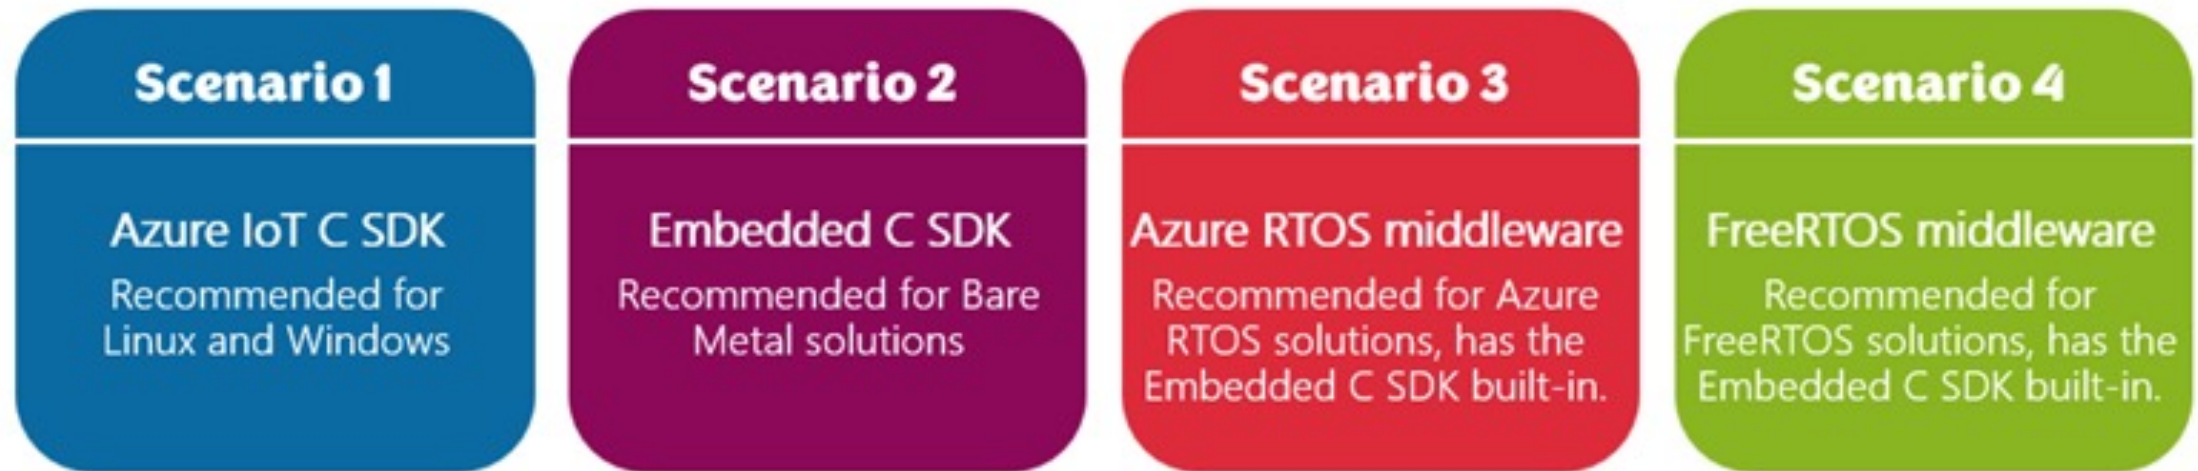 Scenario 1
Azure IoT C SDK
Recommended for
Linux and Windows
Scenario 2
Embedded C SDK
Recommended for Bare
Metal solutions
Scenario 3
Azure RTOS middleware
Recommended for Azure
RTOS solutions, has the
Embedded C SDK built-in.
Scenario 4
FreeRTOS middleware
Recommended for
FreeRTOS solutions, has the
Embedded C SDK built-in.